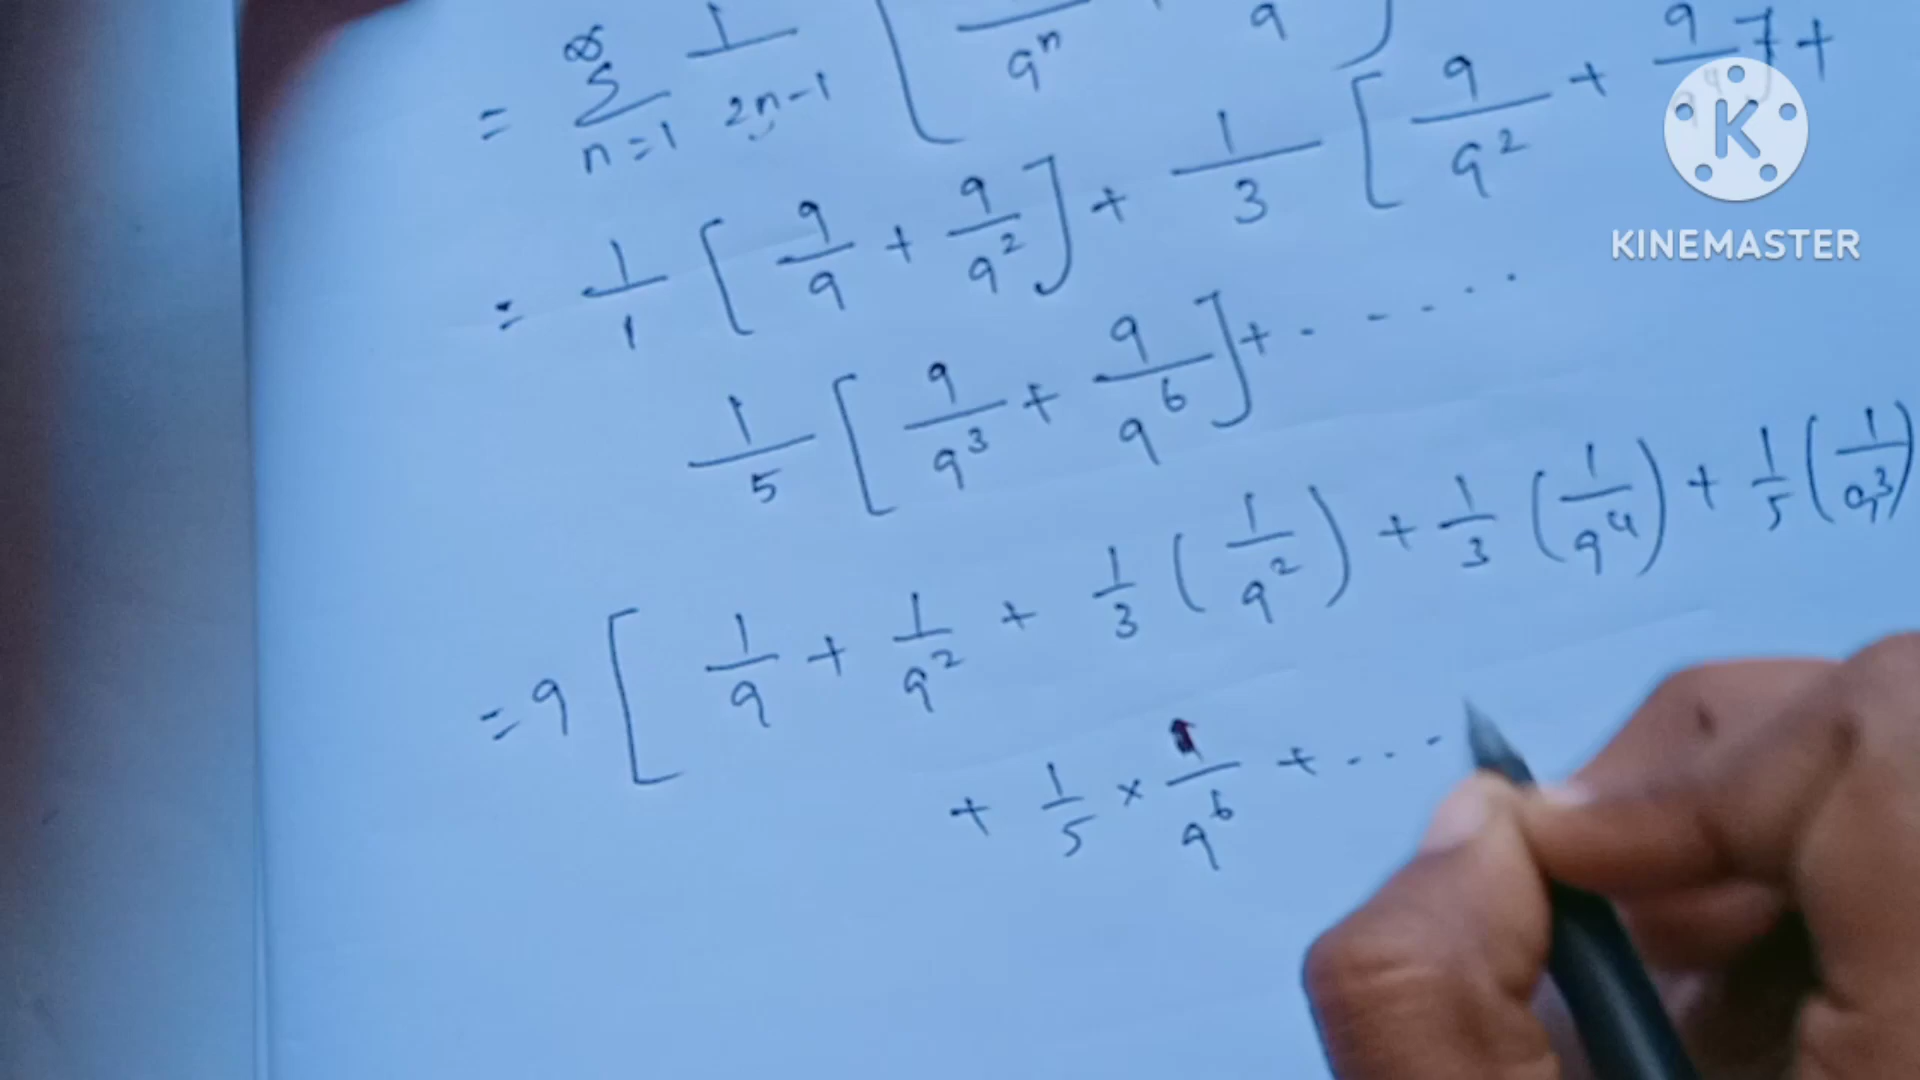 = ∞ Σ n=1 1/2n-1 [ /9^n 9 ]
= 1/1 [ 9/9 + 9/9^2 ] + 1/3 [ 9/9^2 + 9/9^4 ] +
1/5 [ 9/9^3 + 9/9^6 ] + - - - - - -
= 9 [ 1/9 + 1/9^2 + 1/3 ( 1/9^2 ) + 1/3 ( 1/9^4 ) + 1/5 ( 1/9^3 )
+ 1/5 × 1/9^6 + - - - -
K
KINEMASTER